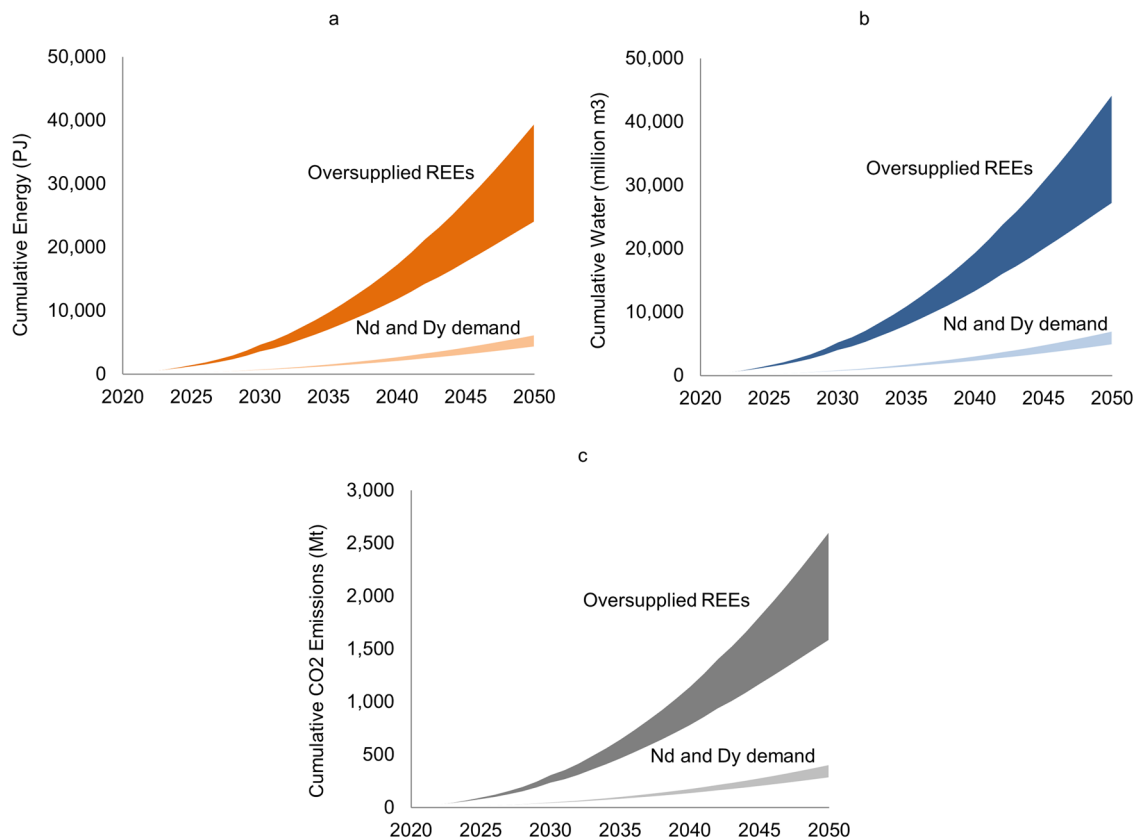 a
50,000
40,000
30,000
20,000
10,000
0
Cumulative Energy (PJ)
Oversupplied REEs
Nd and Dy demand
2020 2025 2030 2035 2040 2045 2050
b
50,000
40,000
30,000
20,000
10,000
0
Cumulative Water (million m3)
Oversupplied REEs
Nd and Dy demand
2020 2025 2030 2035 2040 2045 2050
c
3,000
2,500
2,000
1,500
1,000
500
0
Cumulative CO2 Emissions (Mt)
Oversupplied REEs
Nd and Dy demand
2020 2025 2030 2035 2040 2045 2050